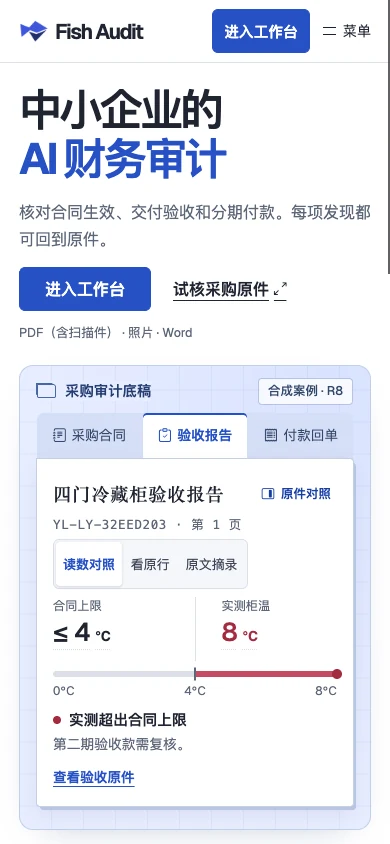 Fish Audit
进入工作台
菜单
中小企业的
AI 财务审计
核对合同生效、交付验收和分期付款。每项发现都
可回到原件。
进入工作台
试核采购原件
PDF（含扫描件） · 照片 · Word
采购审计底稿
合成案例 · R8
采购合同
验收报告
付款回单
四门冷藏柜验收报告
原件对照
YL-LY-32EED203 · 第 1 页
读数对照
看原行
原文摘录
合同上限
实测柜温
≤ 4 °C
8 °C
0°C
4°C
8°C
实测超出合同上限
第二期验收款需复核。
查看验收原件